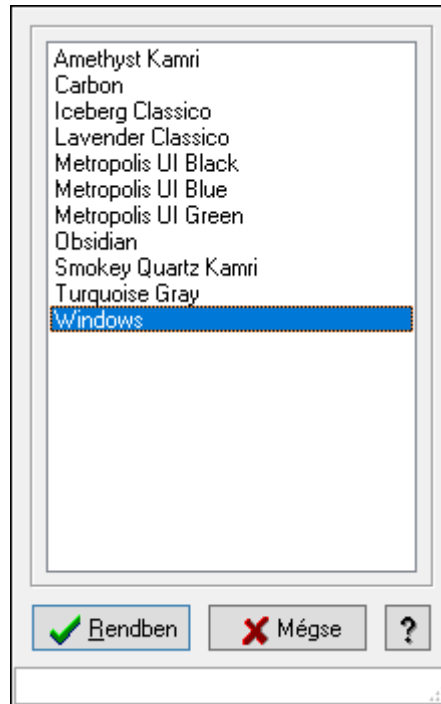 Amethyst Kamri
Carbon
Iceberg Classico
Lavender Classico
Metropolis UI Black
Metropolis UI Blue
Metropolis UI Green
Obsidian
Smokey Quartz Kamri
Turquoise Gray
Windows
Rendben Mégse ?